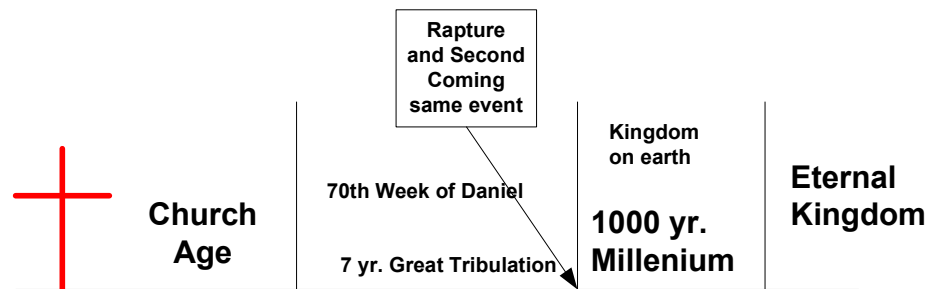 Rapture
and Second
Coming
same event
Church
Age
70th Week of Daniel
7 yr. Great Tribulation
Kingdom
on earth
1000 yr.
Millenium
Eternal
Kingdom